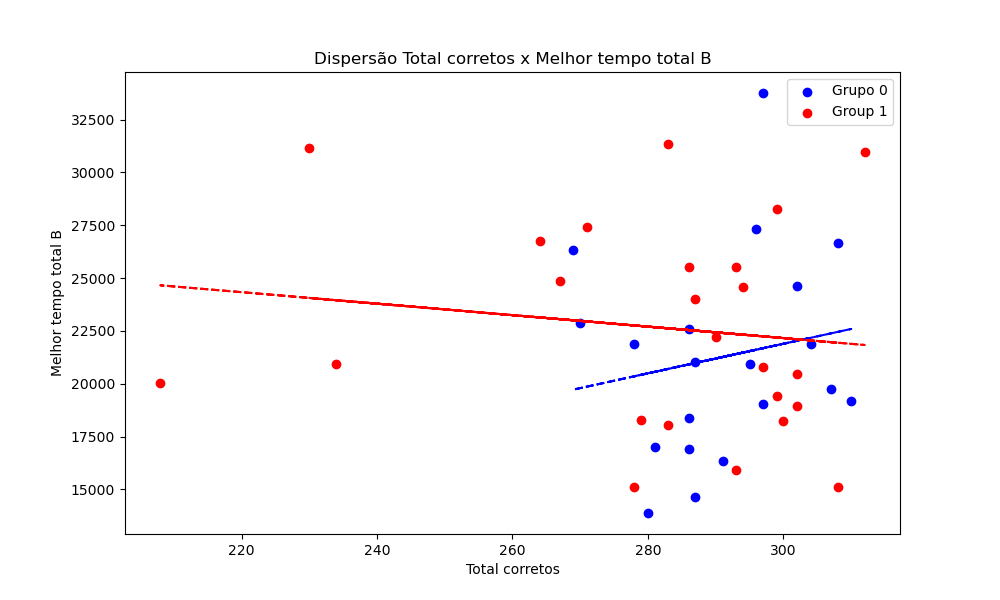 Dispersão Total corretos x Melhor tempo total B
Grupo 0
Group 1
Melhor tempo total B
32500
30000
27500
25000
22500
20000
17500
15000
220
240
260
280
300
Total corretos